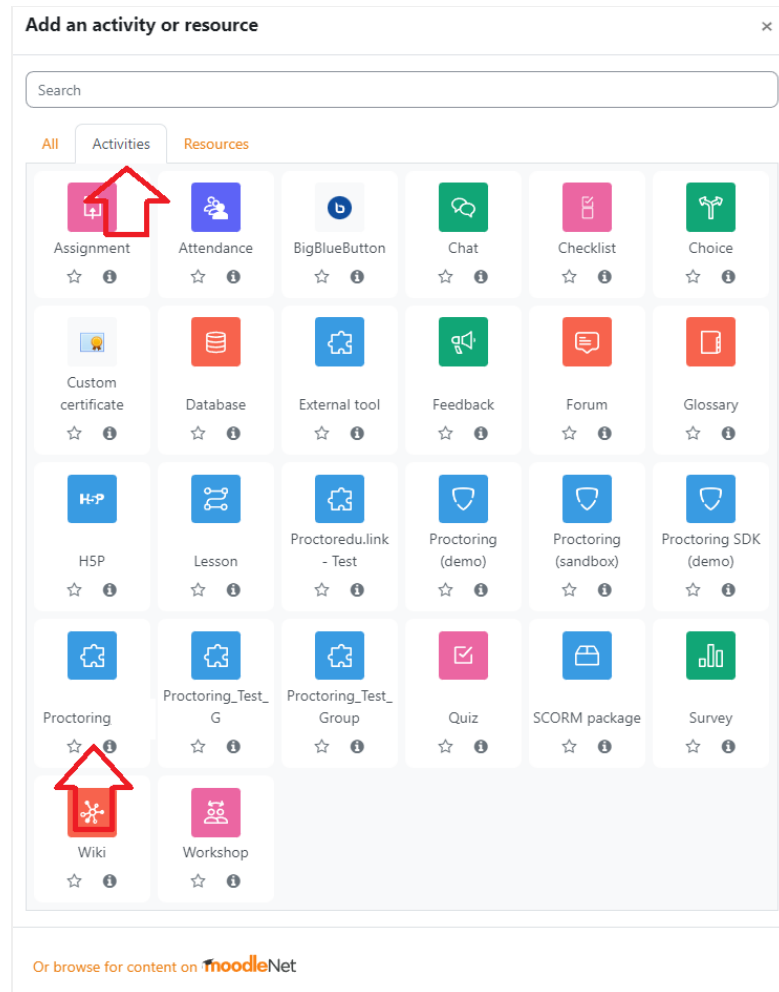 Add an activity or resource
×
Search
All Activities Resources
b
Assignment Attendance BigBlueButton Chat Checklist Choice
Custom
certificate Database External tool Feedback Forum Glossary
H5P
Proctoredu.link Proctoring Proctoring Proctoring SDK
H5P Lesson - Test (demo) (sandbox) (demo)
Proctoring_Test_ Proctoring_Test_
Proctoring G Group Quiz SCORM package Survey
Wiki Workshop
Or browse for content on moodleNet